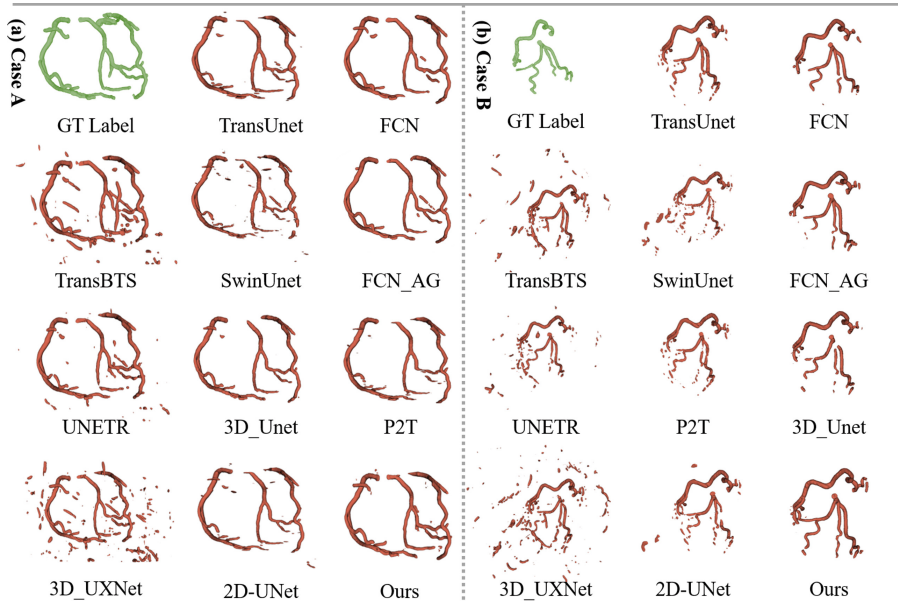 (a) Case A
GT Label
TransUnet
FCN
TransBTS
SwinUnet
FCN_AG
UNETR
3D_Unet
P2T
3D_UXNet
2D-UNet
Ours
(b) Case B
GT Label
TransUnet
FCN
TransBTS
SwinUnet
FCN_AG
UNETR
P2T
3D_Unet
3D_UXNet
2D-UNet
Ours